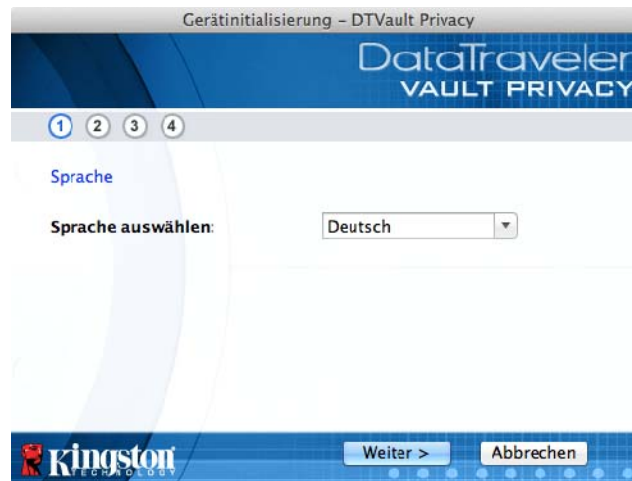 Gerätinitialisierung – DTVault Privacy
DataTraveler
VAULT PRIVACY
1 2 3 4
Sprache
Sprache auswählen:
Deutsch
Kingston
TECHNOLOGY
Weiter >
Abbrechen